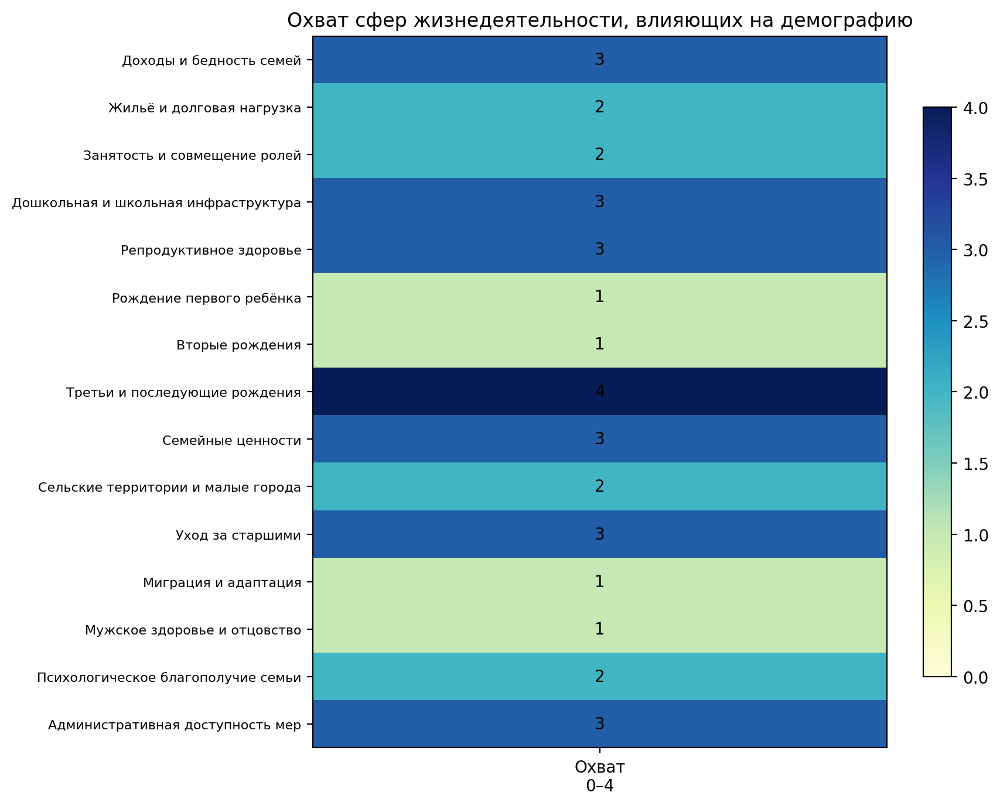 Охват сфер жизнедеятельности, влияющих на демографию
Доходы и бедность семей
3
Жильё и долговая нагрузка
2
Занятость и совмещение ролей
2
Дошкольная и школьная инфраструктура
3
Репродуктивное здоровье
3
Рождение первого ребёнка
1
Вторые рождения
1
Третьи и последующие рождения
4
Семейные ценности
3
Сельские территории и малые города
2
Уход за старшими
3
Миграция и адаптация
1
Мужское здоровье и отцовство
1
Психологическое благополучие семьи
2
Административная доступность мер
3
Охват
0–4
4.0
3.5
3.0
2.5
2.0
1.5
1.0
0.5
0.0